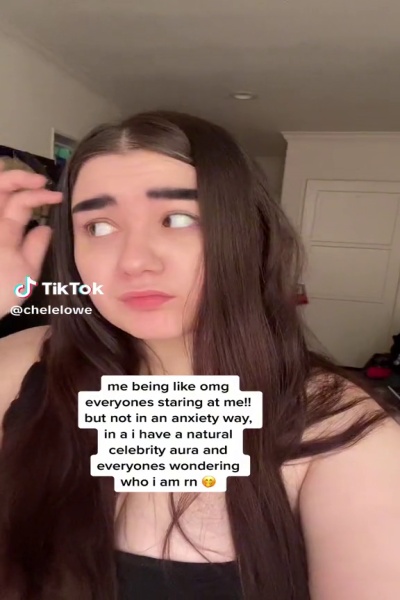 TikTok
@chelelowe
me being like omg
everyones staring at me!!
but not in an anxiety way,
in a i have a natural
celebrity aura and
everyones wondering
who i am rn 🤭